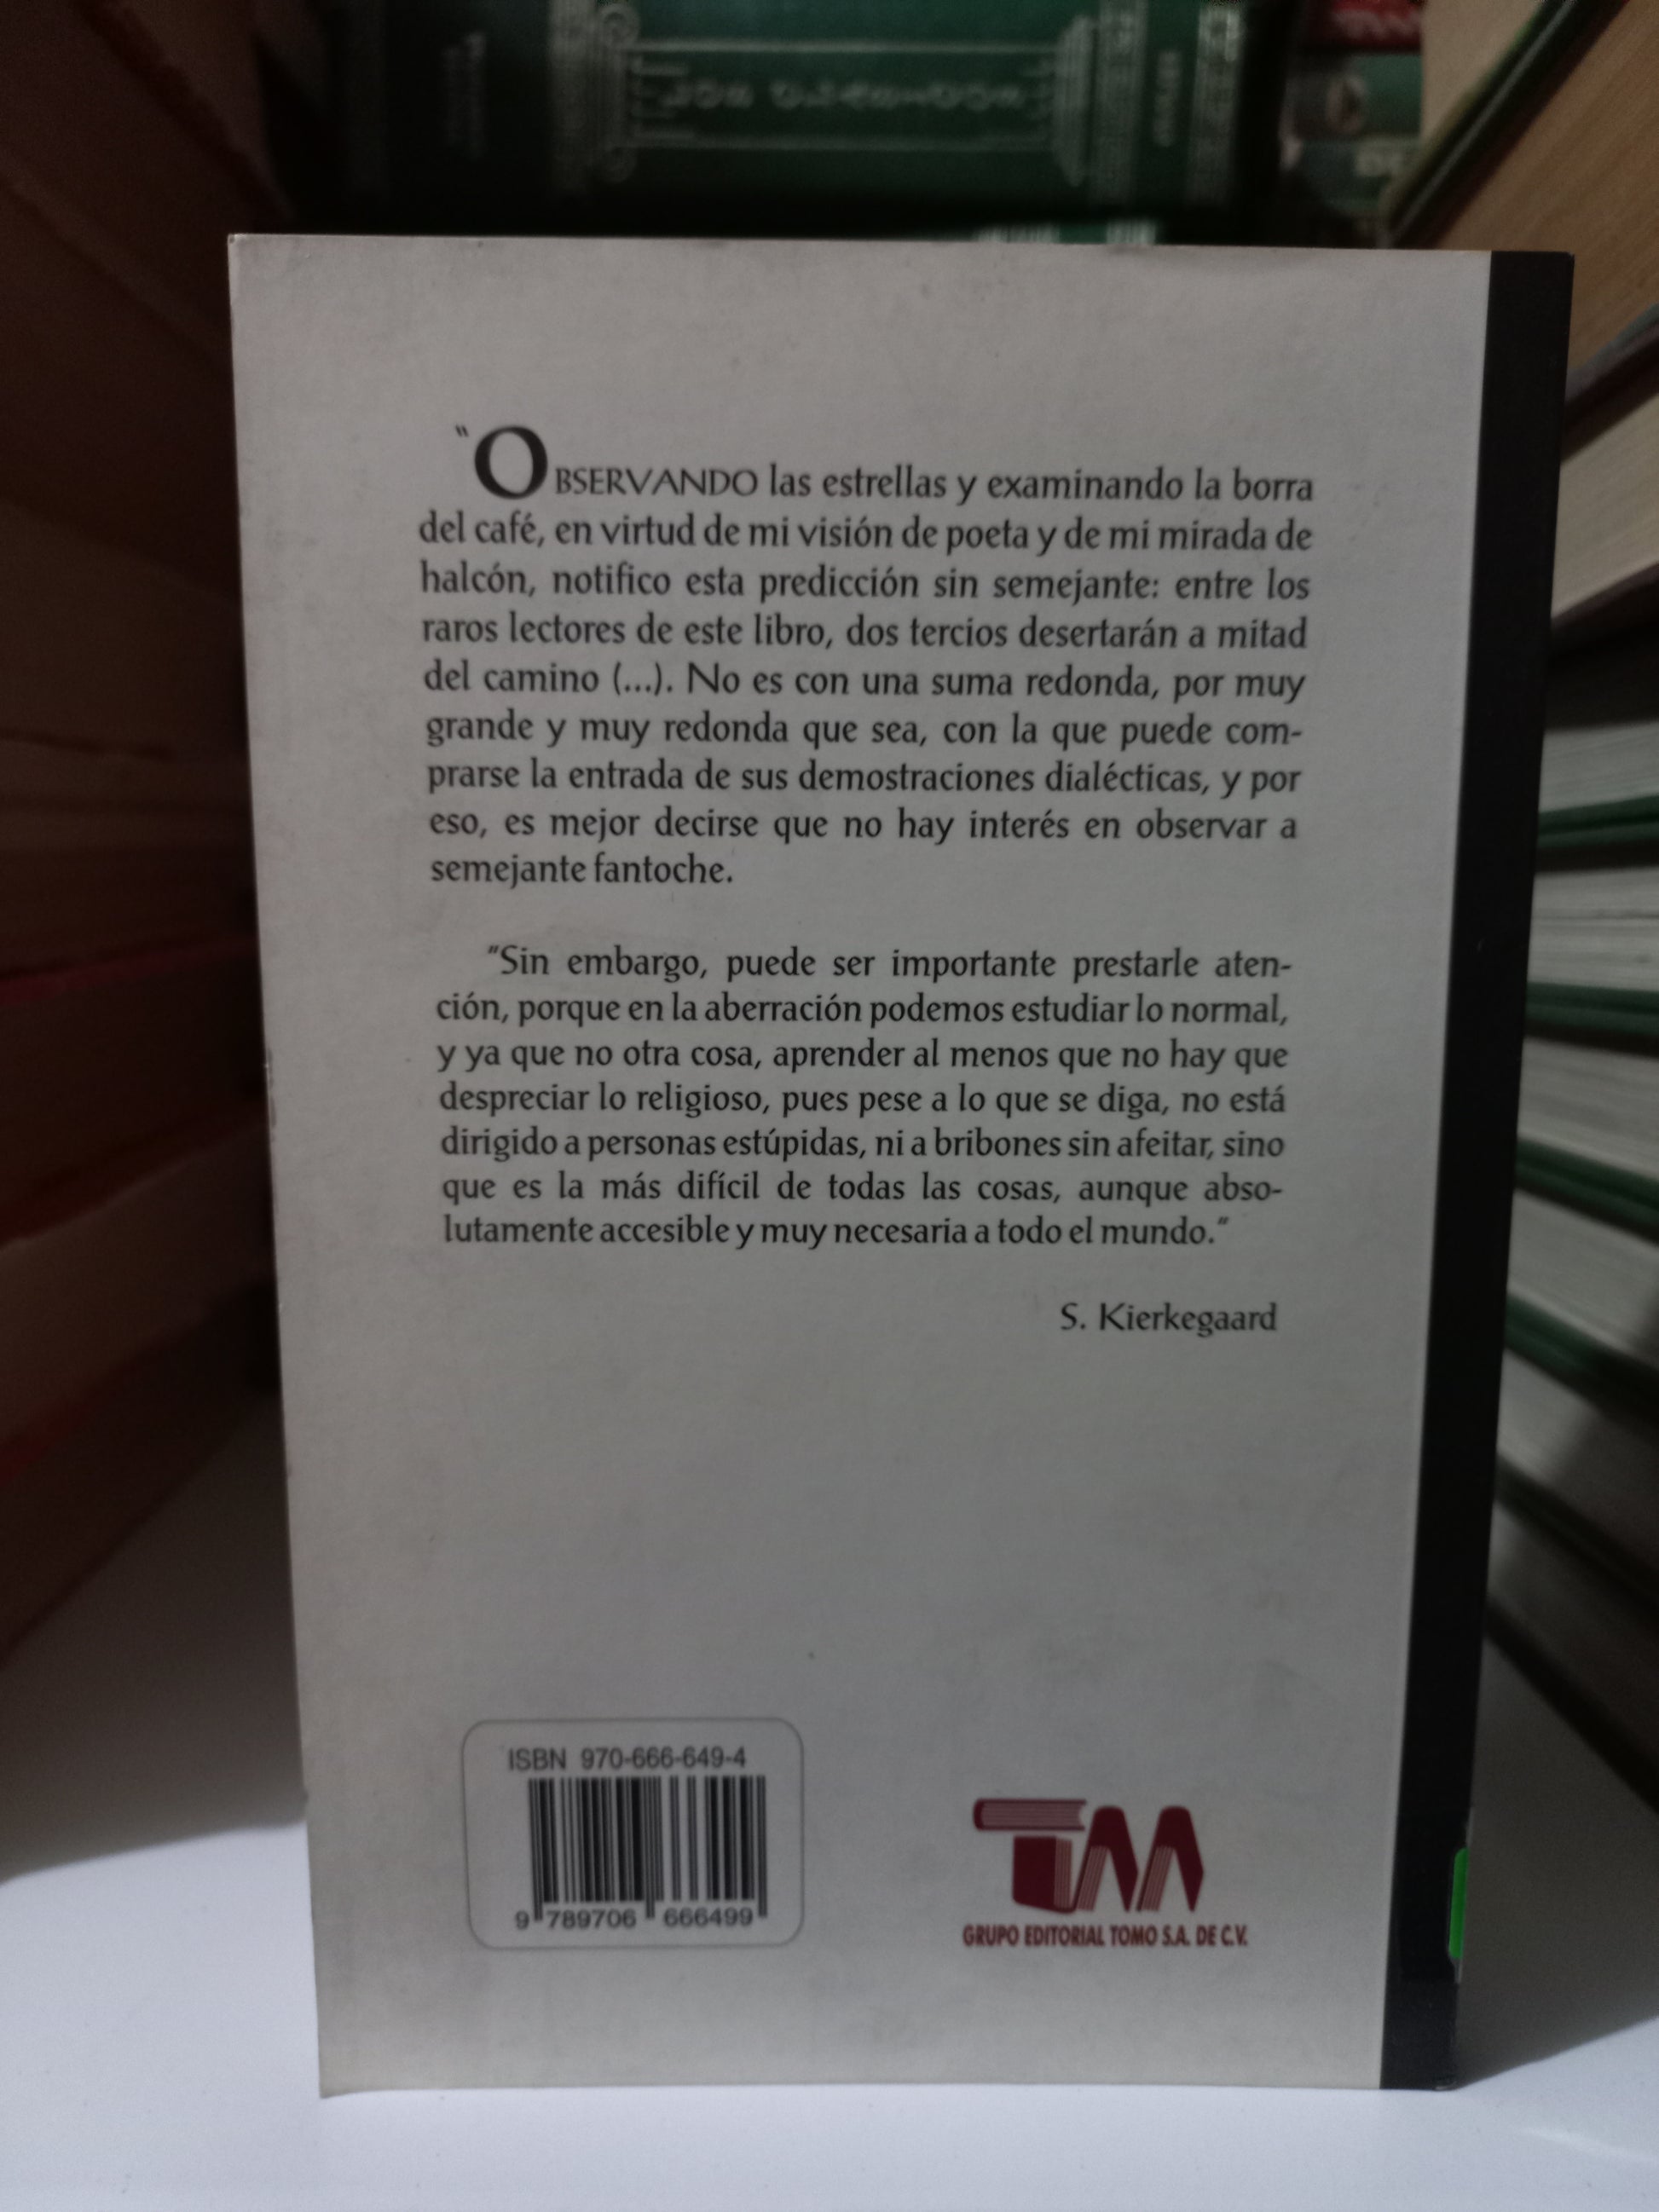 LOS CLASICOS
"OBSERVANDO las estrellas y examinando la borra
del café, en virtud de mi visión de poeta y de mi mirada de
halcón, notifico esta predicción sin semejante: entre los
raros lectores de este libro, dos tercios desertarán a mitad
del camino (...). No es con una suma redonda, por muy
grande y muy redonda que sea, con la que puede com-
prarse la entrada de sus demostraciones dialécticas, y por
eso, es mejor decirse que no hay interés en observar a
semejante fantoche.
"Sin embargo, puede ser importante prestarle aten-
ción, porque en la aberración podemos estudiar lo normal,
y ya que no otra cosa, aprender al menos que no hay que
despreciar lo religioso, pues pese a lo que se diga, no está
dirigido a personas estúpidas, ni a bribones sin afeitar, sino
que es la más difícil de todas las cosas, aunque abso-
lutamente accesible y muy necesaria a todo el mundo."
S. Kierkegaard
ISBN 970-666-649-4
9 789706 666499
TM
GRUPO EDITORIAL TOMO S.A. DE C.V.